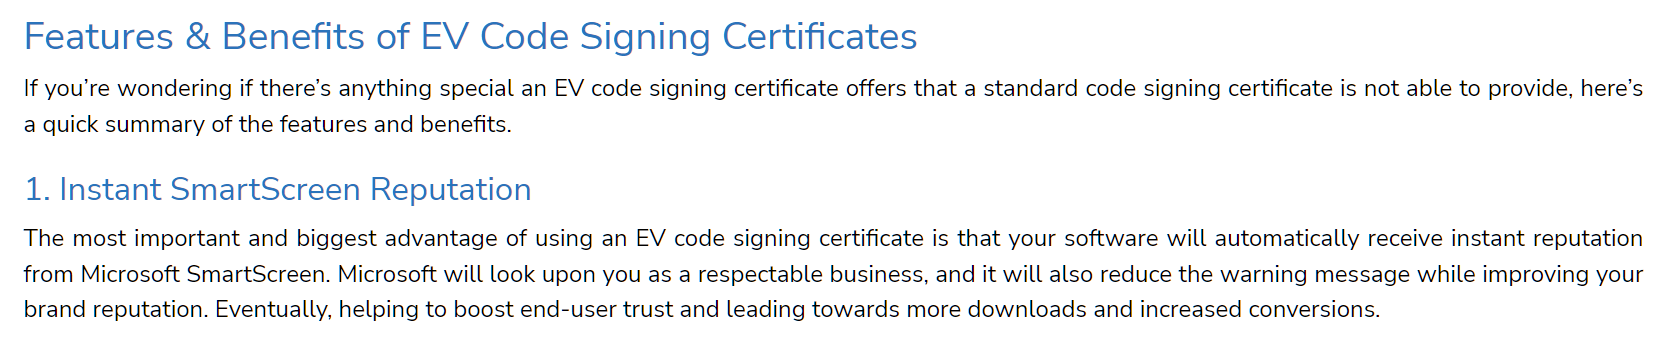 Features & Benefits of EV Code Signing Certificates
If you’re wondering if there’s anything special an EV code signing certificate offers that a standard code signing certificate is not able to provide, here’s
a quick summary of the features and benefits.
1. Instant SmartScreen Reputation
The most important and biggest advantage of using an EV code signing certificate is that your software will automatically receive instant reputation
from Microsoft SmartScreen. Microsoft will look upon you as a respectable business, and it will also reduce the warning message while improving your
brand reputation. Eventually, helping to boost end-user trust and leading towards more downloads and increased conversions.